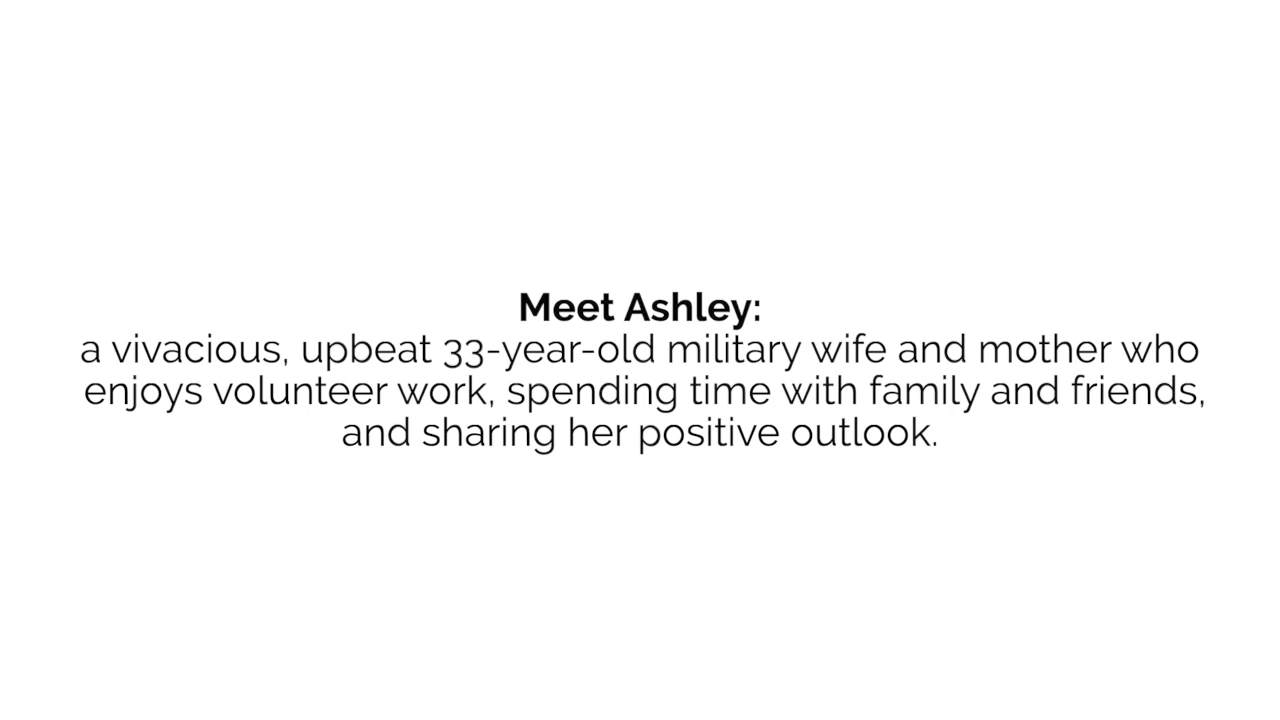 Meet Ashley:
a vivacious, upbeat 33-year-old military wife and mother who
enjoys volunteer work, spending time with family and friends,
and sharing her positive outlook.